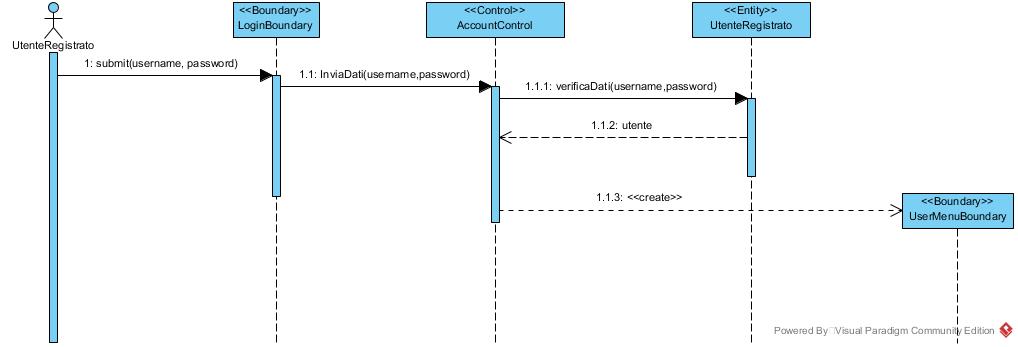 <<Boundary>>
LoginBoundary
<<Control>>
AccountControl
<<Entity>>
UtenteRegistrato
UtenteRegistrato
1: submit(username, password)
1.1: InviaDati(username,password)
1.1.1: verificaDati(username,password)
1.1.2: utente
1.1.3: <<create>>
<<Boundary>>
UserMenuBoundary
Powered By Visual Paradigm Community Edition